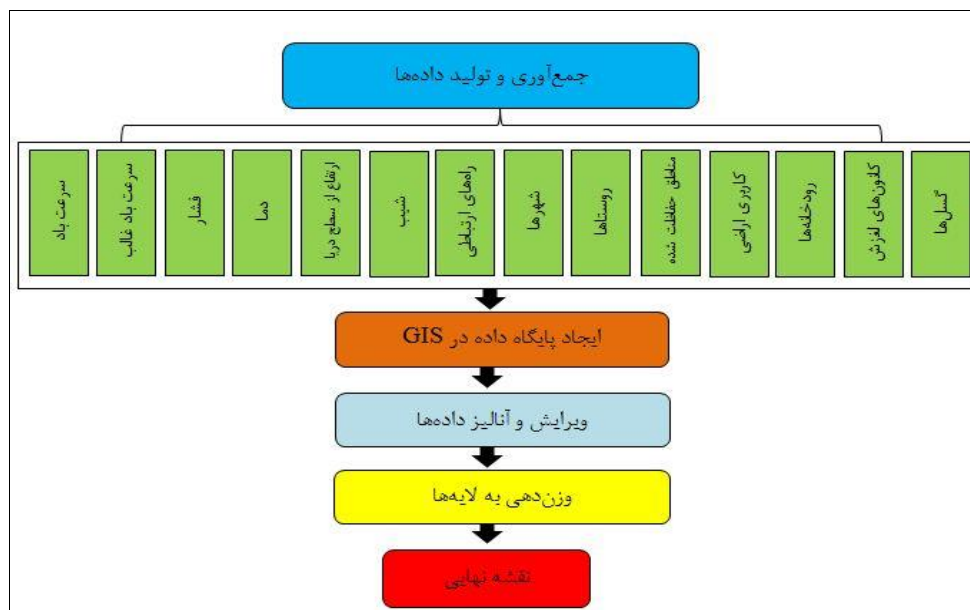 جمع‌آوری و تولید داده‌ها
گسل‌ها
کانون‌های لغزش
رودخانه‌ها
کاربری اراضی
مناطق حفاظت شده
روستاها
شهرها
راه‌های ارتباطی
شیب
ارتفاع از سطح دریا
دما
فشار
سرعت باد غالب
سرعت باد
ایجاد پایگاه داده در GIS
ویرایش و آنالیز داده‌ها
وزن‌دهی به لایه‌ها
نقشه نهایی